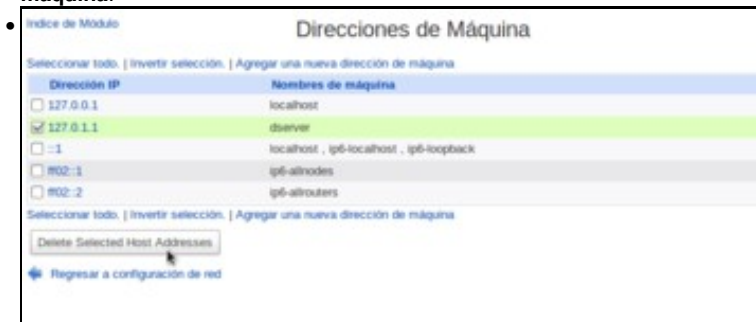 Indice de Módulo
Direcciones de Máquina
Seleccionar todo. | Invertir selección. | Agregar una nueva dirección de máquina
Dirección IP Nombres de máquina
127.0.0.1 localhost
127.0.1.1 dserver
::1 localhost , ip6-localhost , ip6-loopback
ff02::1 ip6-allnodes
ff02::2 ip6-allrouters
Seleccionar todo. | Invertir selección. | Agregar una nueva dirección de máquina
Delete Selected Host Addresses
Regresar a configuración de red